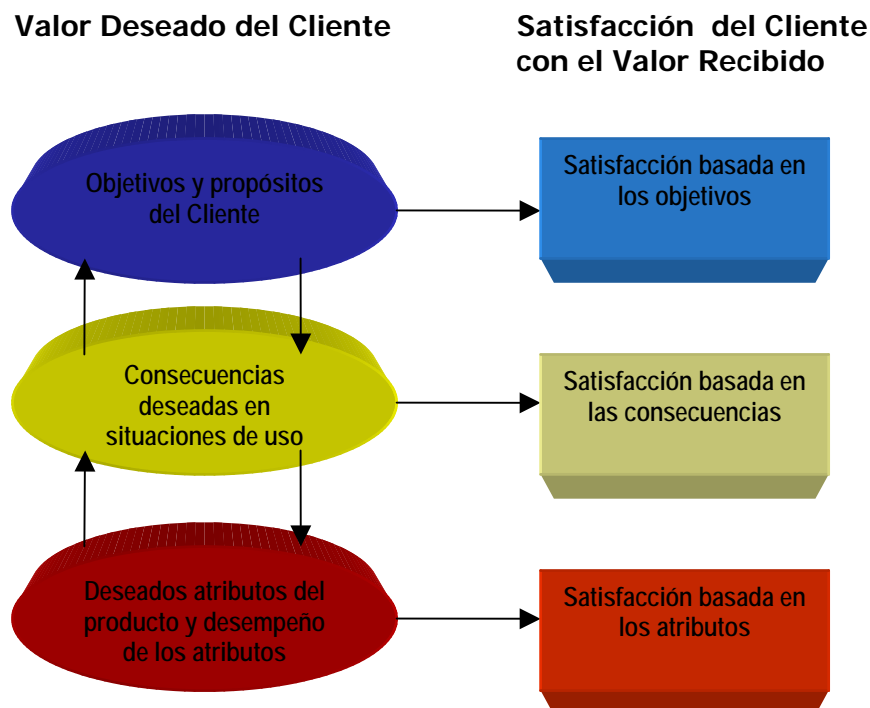 Valor Deseado del Cliente
Satisfacción del Cliente
con el Valor Recibido
Objetivos y propósitos
del Cliente
Satisfacción basada en
los objetivos
Consecuencias
deseadas en
situaciones de uso
Satisfacción basada en
las consecuencias
Deseados atributos del
producto y desempeño
de los atributos
Satisfacción basada en
los atributos